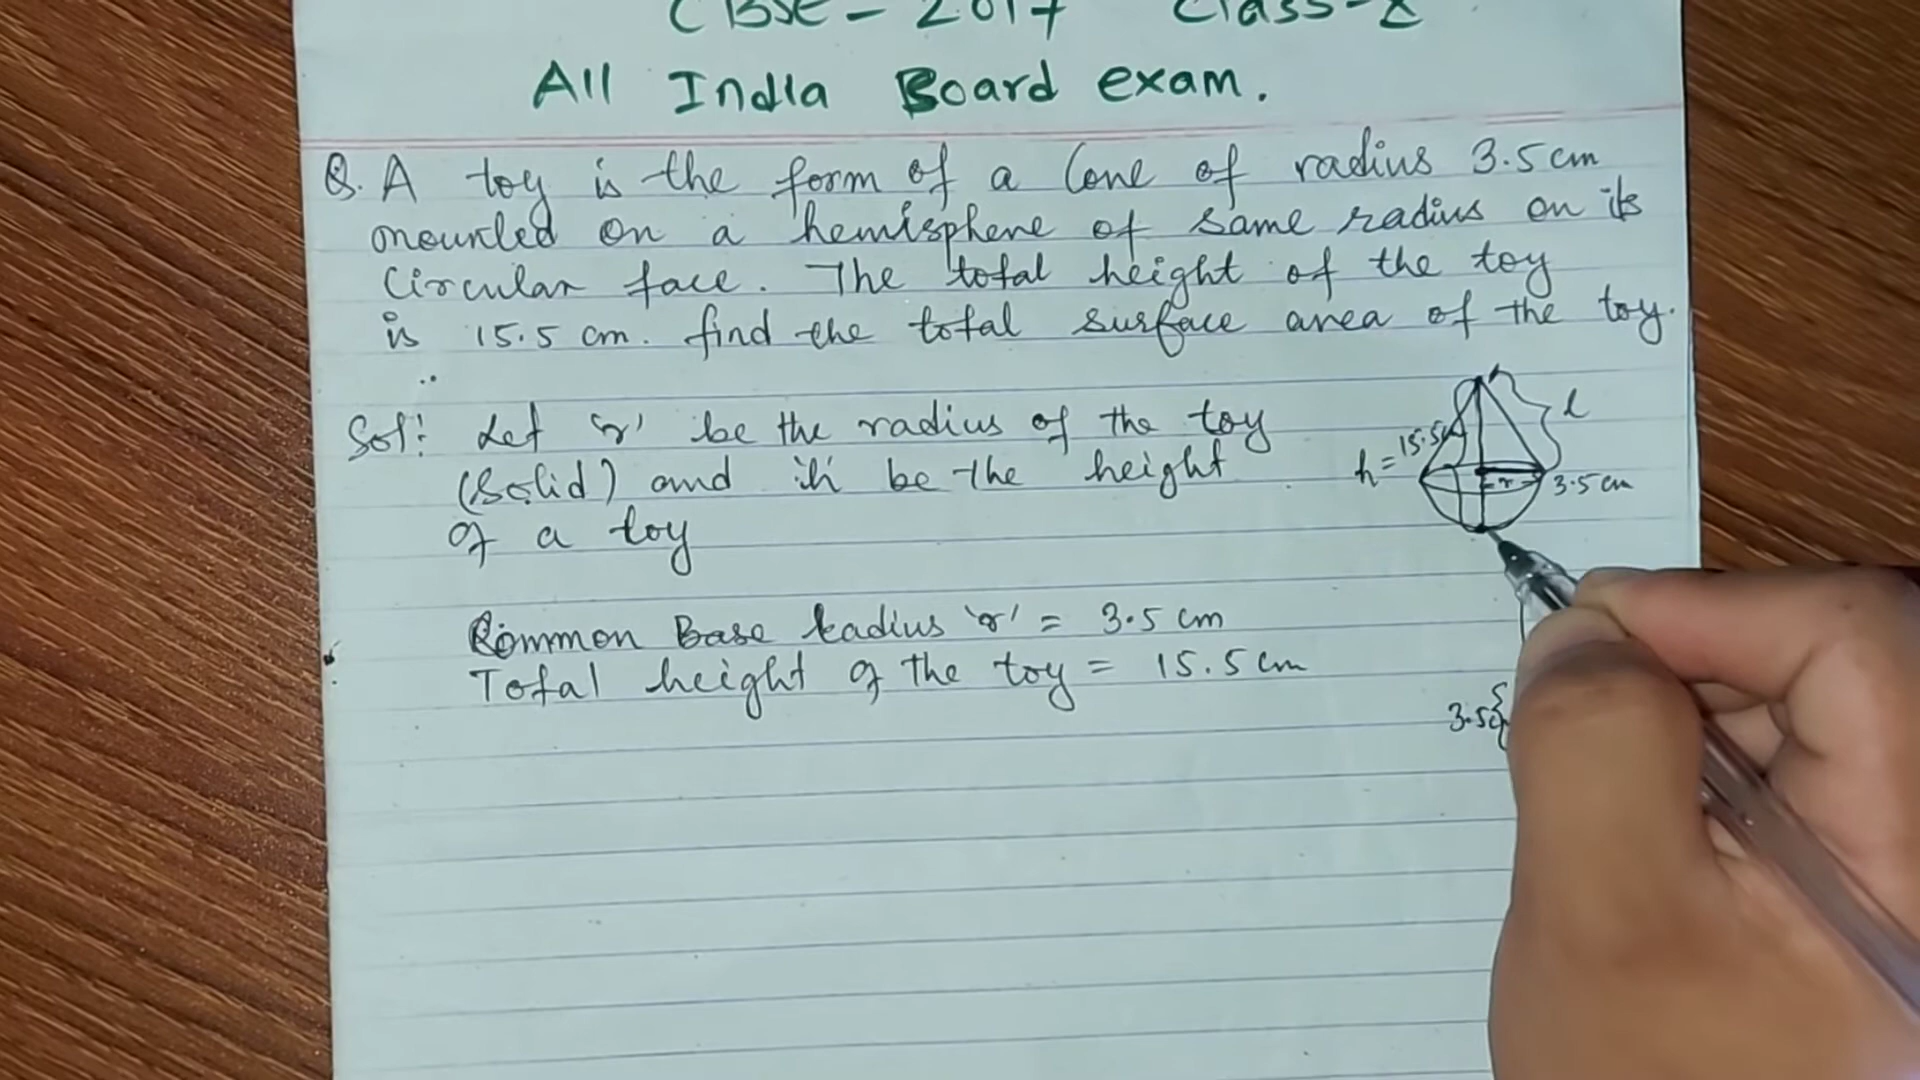 CBSE - 2017 Class-X
All India Board exam.
Q. A toy is the form of a Cone of radius 3.5 cm
mounted on a hemisphere of same radius on its
Circular face. The total height of the toy
is 15.5 cm. find the total surface area of the toy.
Sol: Let 'r' be the radius of the toy
(Solid) and 'h' be the height
of a toy
l
h = 15.5
r 3.5 cm
Common Base radius 'r' = 3.5 cm
Total height of the toy = 15.5 cm
3.5